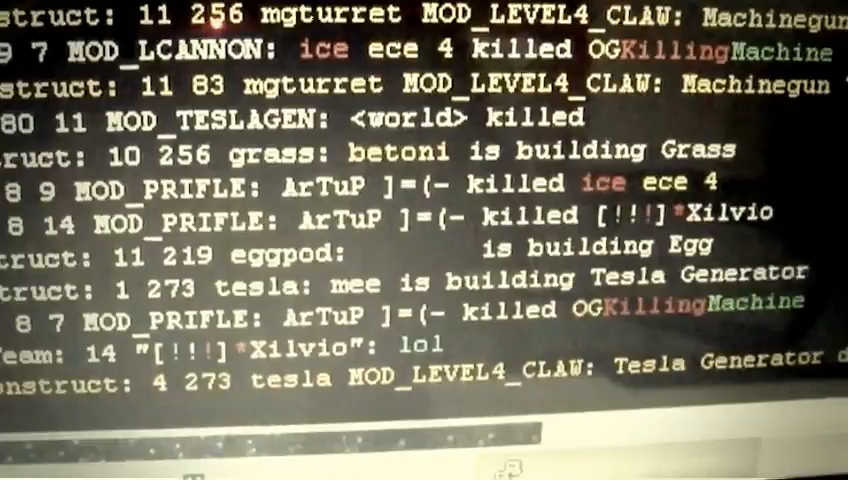 struct: 11 256 mgturret MOD_LEVEL4_CLAW: Machinegun
9 7 MOD_LCANNON: ice ece 4 killed OGKillingMachine
struct: 11 83 mgturret MOD_LEVEL4_CLAW: Machinegun
80 11 MOD_TESLAGEN: <world> killed
ruct: 10 256 grass: betoni is building Grass
8 9 MOD_PRIFLE: ArTuP ]=(- killed ice ece 4
8 14 MOD_PRIFLE: ArTuP ]=(- killed [!!!]*Xilvio
truct: 11 219 eggpod: is building Egg
truct: 1 273 tesla: mee is building Tesla Generator
8 7 MOD_PRIFLE: ArTuP ]=(- killed OGKillingMachine
Team: 14 "[!!!]*Xilvio": lol
onstruct: 4 273 tesla MOD_LEVEL4_CLAW: Tesla Generator d